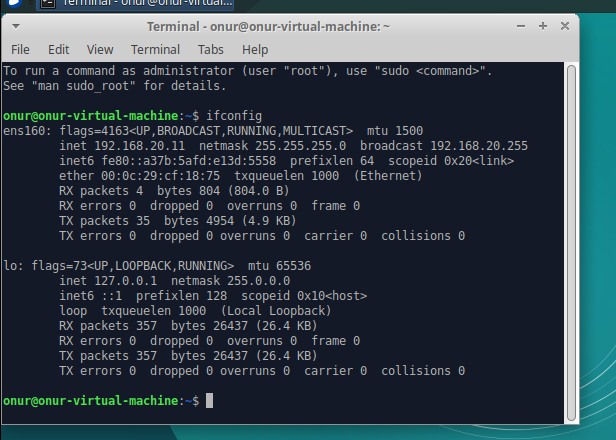 Terminal - onur@onur-virtual-machine: ~
File Edit View Terminal Tabs Help
To run a command as administrator (user "root"), use "sudo <command>".
See "man sudo_root" for details.
onur@onur-virtual-machine:~$ ifconfig
ens160: flags=4163<UP,BROADCAST,RUNNING,MULTICAST>  mtu 1500
        inet 192.168.20.11  netmask 255.255.255.0  broadcast 192.168.20.255
        inet6 fe80::a37b:5afd:e13d:5558  prefixlen 64  scopeid 0x20<link>
        ether 00:0c:29:cf:18:75  txqueuelen 1000  (Ethernet)
        RX packets 4  bytes 804 (804.0 B)
        RX errors 0  dropped 0  overruns 0  frame 0
        TX packets 35  bytes 4954 (4.9 KB)
        TX errors 0  dropped 0 overruns 0  carrier 0  collisions 0
lo: flags=73<UP,LOOPBACK,RUNNING>  mtu 65536
        inet 127.0.0.1  netmask 255.0.0.0
        inet6 ::1  prefixlen 128  scopeid 0x10<host>
        loop  txqueuelen 1000  (Local Loopback)
        RX packets 357  bytes 26437 (26.4 KB)
        RX errors 0  dropped 0  overruns 0  frame 0
        TX packets 357  bytes 26437 (26.4 KB)
        TX errors 0  dropped 0 overruns 0  carrier 0  collisions 0
onur@onur-virtual-machine:~$